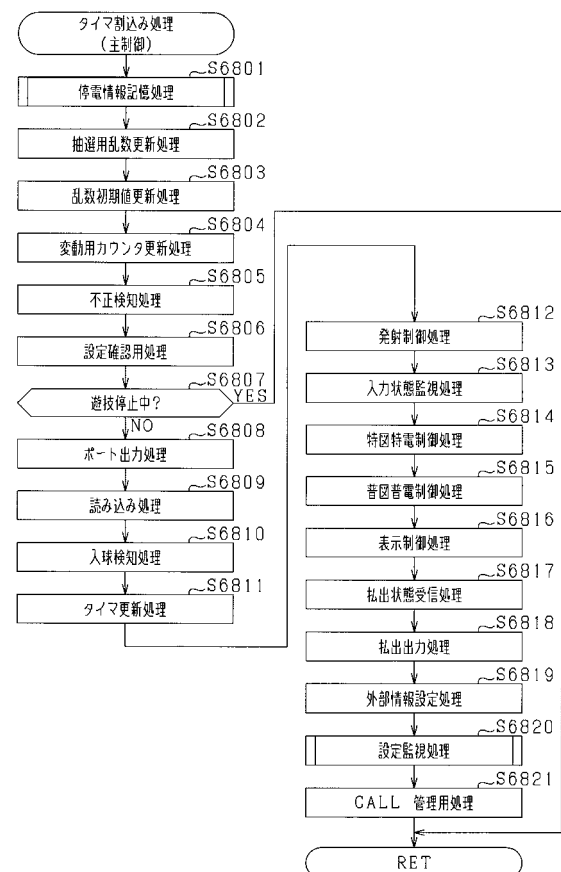 タイマ割込み処理
(主制御)
S6801
停電情報記憶処理
S6802
抽選用乱数更新処理
S6803
乱数初期値更新処理
S6804
変動用カウンタ更新処理
S6805
不正検知処理
S6806
設定確認用処理
S6807
遊技停止中?
YES
NO
S6808
ポート出力処理
S6809
読み込み処理
S6810
入球検知処理
S6811
タイマ更新処理
S6812
発射制御処理
S6813
入力状態監視処理
S6814
特図特電制御処理
S6815
普図普電制御処理
S6816
表示制御処理
S6817
払出状態受信処理
S6818
払出出力処理
S6819
外部情報設定処理
S6820
設定監視処理
S6821
CALL 管理用処理
RET